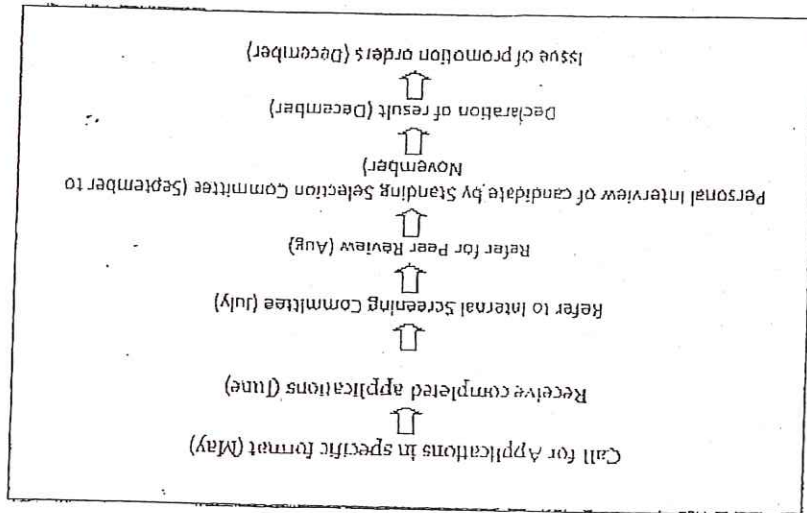 Call for Applications in specific format (May)
Receive completed applications (June)
Refer to Internal Screening Committee (July)
Refer for Peer Review (Aug)
Personal Interview of candidate by Standing Selection Committee (September to
November)
Declaration of result (December)
Issue of promotion orders (December)